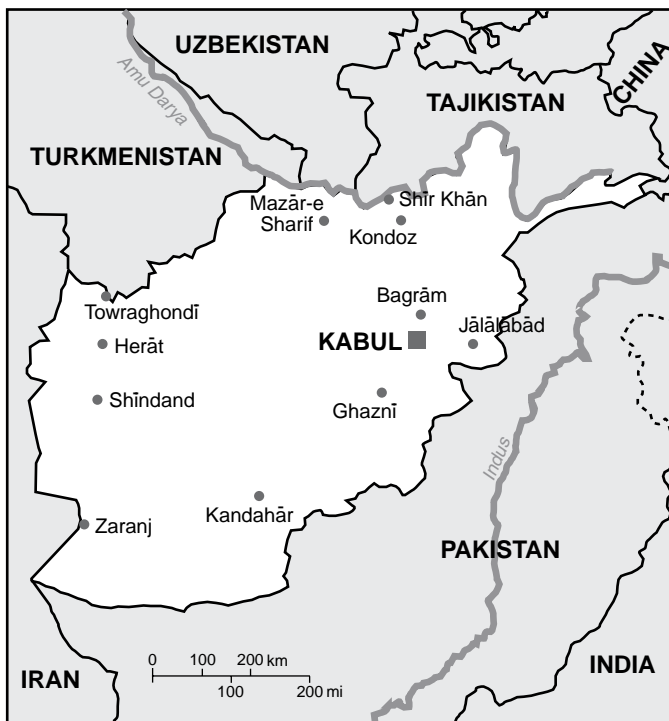 UZBEKISTAN
CHINA
Amu Darya
TAJIKISTAN
TURKMENISTAN
Mazār-e
Sharif
Shīr Khān
Kondoz
Towraghondī
Bagrām
KABUL
Jālālābād
Herāt
Shīndand
Ghaznī
Indus
Kandahār
Zaranj
PAKISTAN
0 100 200 km
100 200 mi
IRAN
INDIA